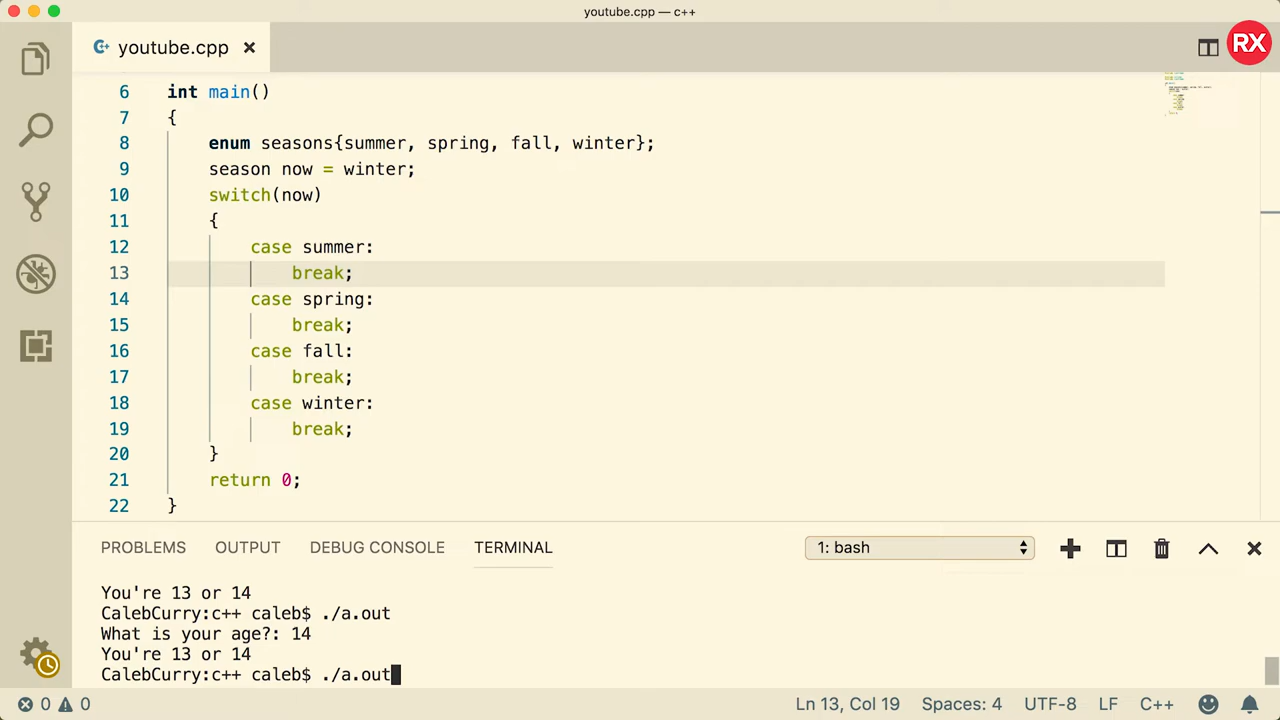 youtube.cpp — c++
youtube.cpp
RX
6 int main()
7 {
8 enum seasons{summer, spring, fall, winter};
9 season now = winter;
10 switch(now)
11 {
12 case summer:
13 break;
14 case spring:
15 break;
16 case fall:
17 break;
18 case winter:
19 break;
20 }
21 return 0;
22 }
PROBLEMS OUTPUT DEBUG CONSOLE TERMINAL 1: bash
You're 13 or 14
CalebCurry:c++ caleb$ ./a.out
What is your age?: 14
You're 13 or 14
CalebCurry:c++ caleb$ ./a.out
0 0 Ln 13, Col 19 Spaces: 4 UTF-8 LF C++